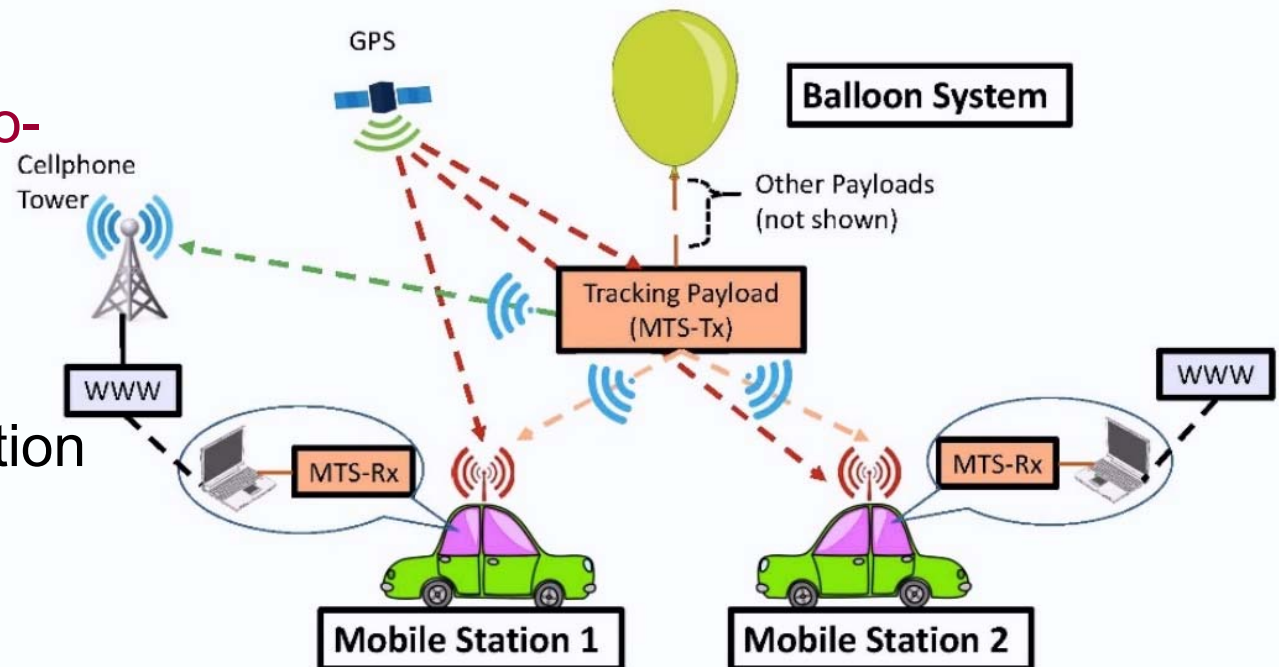 GPS
Balloon System
o-
Cellphone
Tower
Other Payloads
(not shown)
Tracking Payload
(MTS-Tx)
WWW
WWW
tion
MTS-Rx
MTS-Rx
Mobile Station 1
Mobile Station 2